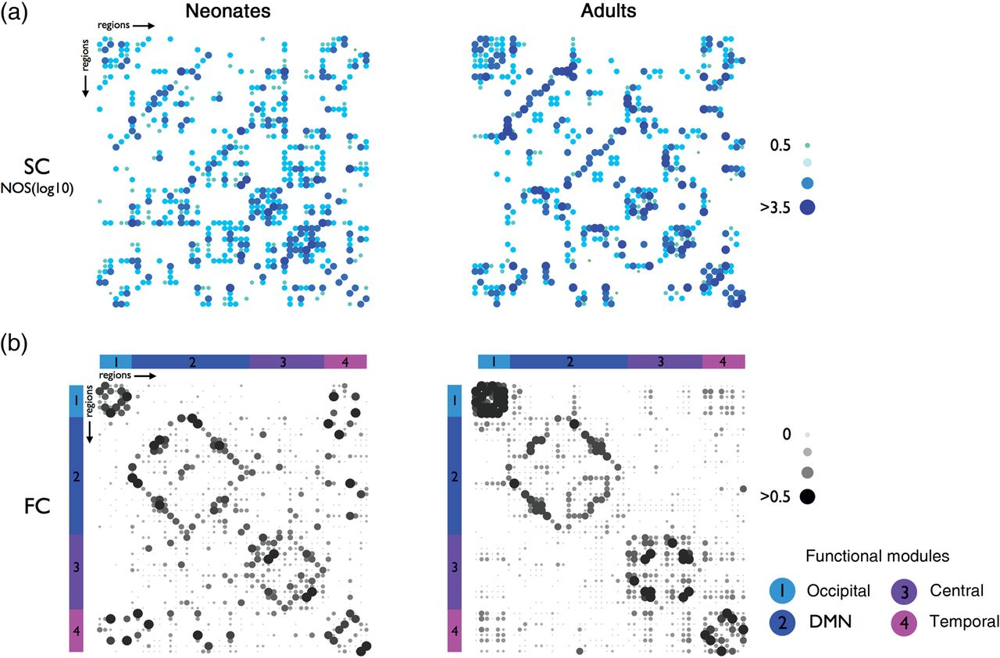 (a)
Neonates
Adults
regions
regions
SC
NOS(log10)
0.5
>3.5
(b)
1 2 3 4
1 2 3 4
regions
regions
1
2
3
4
1
2
3
4
FC
0
>0.5
Functional modules
1 Occipital
3 Central
2 DMN
4 Temporal